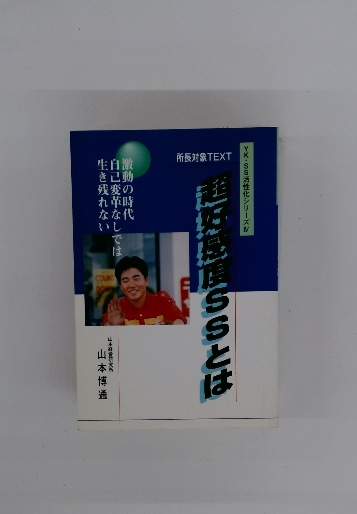 YK・SS活性化シリーズⅣ
所長対象TEXT
超好感度SSとは
激動の時代
自己変革なしでは
生き残れない
山本博通